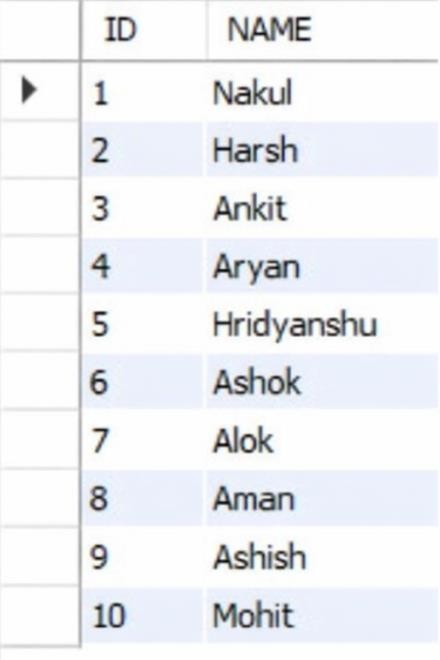 ID NAME
1 Nakul
2 Harsh
3 Ankit
4 Aryan
5 Hridyanshu
6 Ashok
7 Alok
8 Aman
9 Ashish
10 Mohit